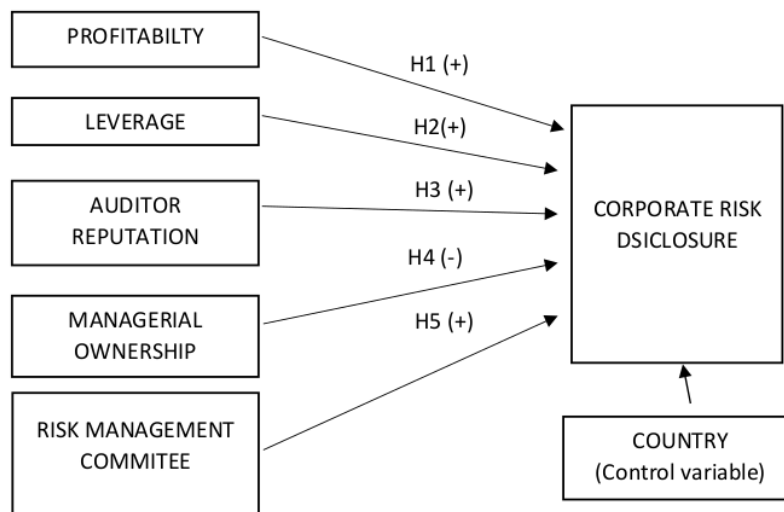 PROFITABILTY
H1 (+)
LEVERAGE
H2(+)
AUDITOR
REPUTATION
H3 (+)
H4 (-)
MANAGERIAL
OWNERSHIP
H5 (+)
RISK MANAGEMENT
COMMITEE
CORPORATE RISK
DSICLOSURE
COUNTRY
(Control variable)